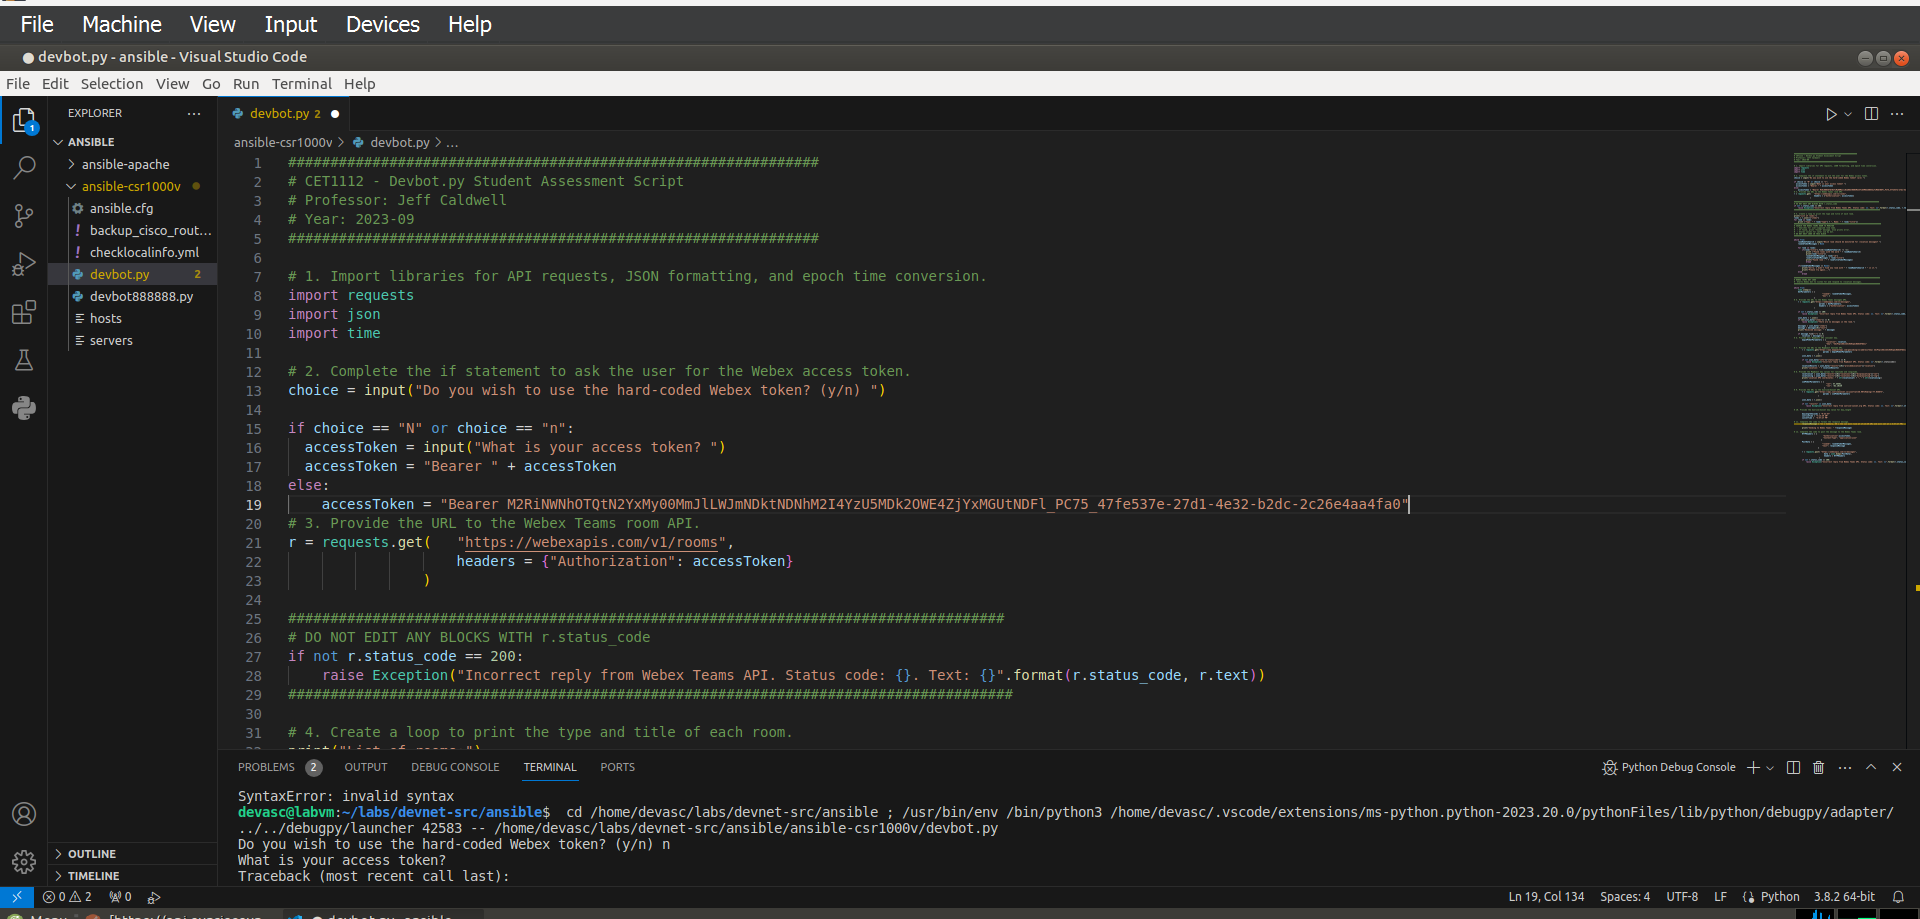 File Machine View Input Devices Help
devbot.py - ansible - Visual Studio Code
File Edit Selection View Go Run Terminal Help
EXPLORER
ANSIBLE
ansible-apache
ansible-csr1000v
ansible.cfg
backup_cisco_rout...
checklocalinfo.yml
devbot.py 2
devbot888888.py
hosts
servers
OUTLINE
TIMELINE
devbot.py 2
ansible-csr1000v > devbot.py > ...
1 ###############################################################
2 # CET1112 - Devbot.py Student Assessment Script
3 # Professor: Jeff Caldwell
4 # Year: 2023-09
5 ###############################################################
6
7 # 1. Import libraries for API requests, JSON formatting, and epoch time conversion.
8 import requests
9 import json
10 import time
11
12 # 2. Complete the if statement to ask the user for the Webex access token.
13 choice = input("Do you wish to use the hard-coded Webex token? (y/n) ")
14
15 if choice == "N" or choice == "n":
16 accessToken = input("What is your access token? ")
17 accessToken = "Bearer " + accessToken
18 else:
19 accessToken = "Bearer M2RiNWNhOTQtN2YxMy00MmJlLWJmNDktNDNhM2I4YzU5MDk2OWE4ZjYxMGUtNDFl_PC75_47fe537e-27d1-4e32-b2dc-2c26e4aa4fa0"
20 # 3. Provide the URL to the Webex Teams room API.
21 r = requests.get( "https://webexapis.com/v1/rooms",
22 headers = {"Authorization": accessToken}
23 )
24
25 #####################################################################################
26 # DO NOT EDIT ANY BLOCKS WITH r.status_code
27 if not r.status_code == 200:
28 raise Exception("Incorrect reply from Webex Teams API. Status code: {}. Text: {}".format(r.status_code, r.text))
29 ######################################################################################
30
31 # 4. Create a loop to print the type and title of each room.
PROBLEMS 2 OUTPUT DEBUG CONSOLE TERMINAL PORTS
Python Debug Console
SyntaxError: invalid syntax
devasc@labvm:~/labs/devnet-src/ansible$ cd /home/devasc/labs/devnet-src/ansible ; /usr/bin/env /bin/python3 /home/devasc/.vscode/extensions/ms-python.python-2023.20.0/pythonFiles/lib/python/debugpy/adapter/
../../debugpy/launcher 42583 -- /home/devasc/labs/devnet-src/ansible/ansible-csr1000v/devbot.py
Do you wish to use the hard-coded Webex token? (y/n) n
What is your access token?
Traceback (most recent call last):
0 2 0
Ln 19, Col 134 Spaces: 4 UTF-8 LF Python 3.8.2 64-bit